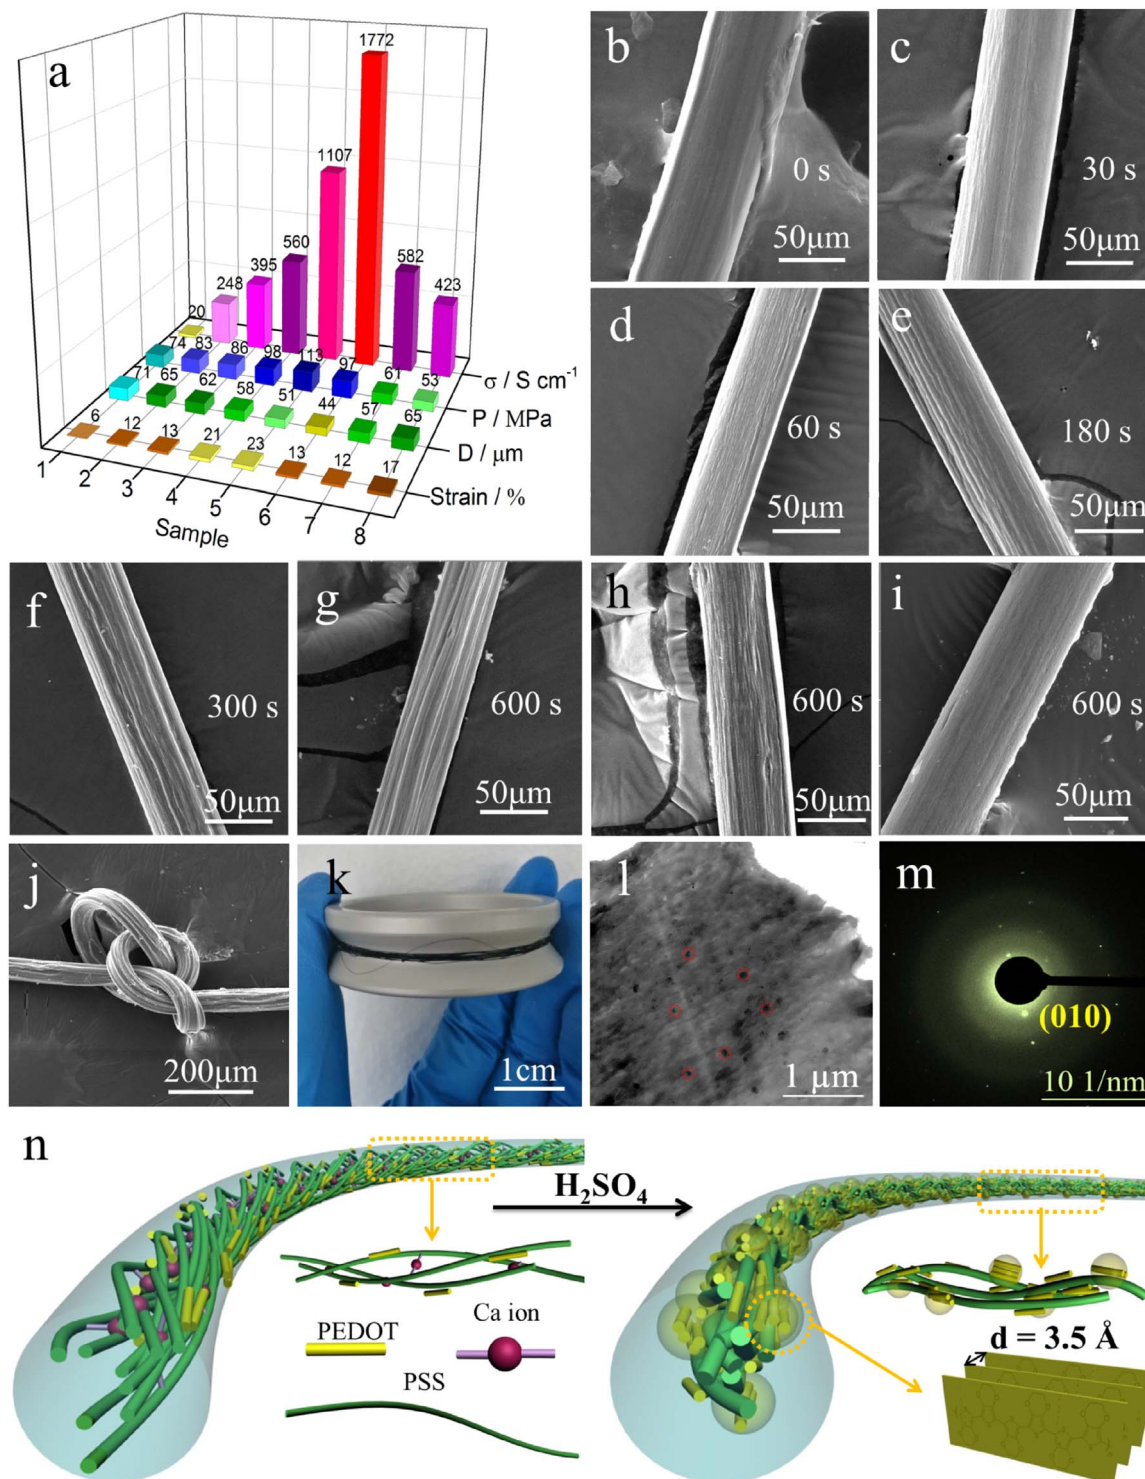 a
1772
1107
560
582
395
423
248
20
74
83
86
98
113
97
61
53
71
65
62
58
51
44
57
65
6
12
13
21
23
13
12
17
σ / S cm⁻¹
P / MPa
D / μm
Strain / %
1
2
3
4
5
6
7
8
Sample
b
0 s
50μm
c
30 s
50μm
d
60 s
50μm
e
180 s
50μm
f
300 s
50μm
g
600 s
50μm
h
600 s
50μm
i
600 s
50μm
j
200μm
k
1cm
l
1 μm
m
(010)
10 1/nm
n
H₂SO₄
Ca ion
PEDOT
PSS
d = 3.5 Å